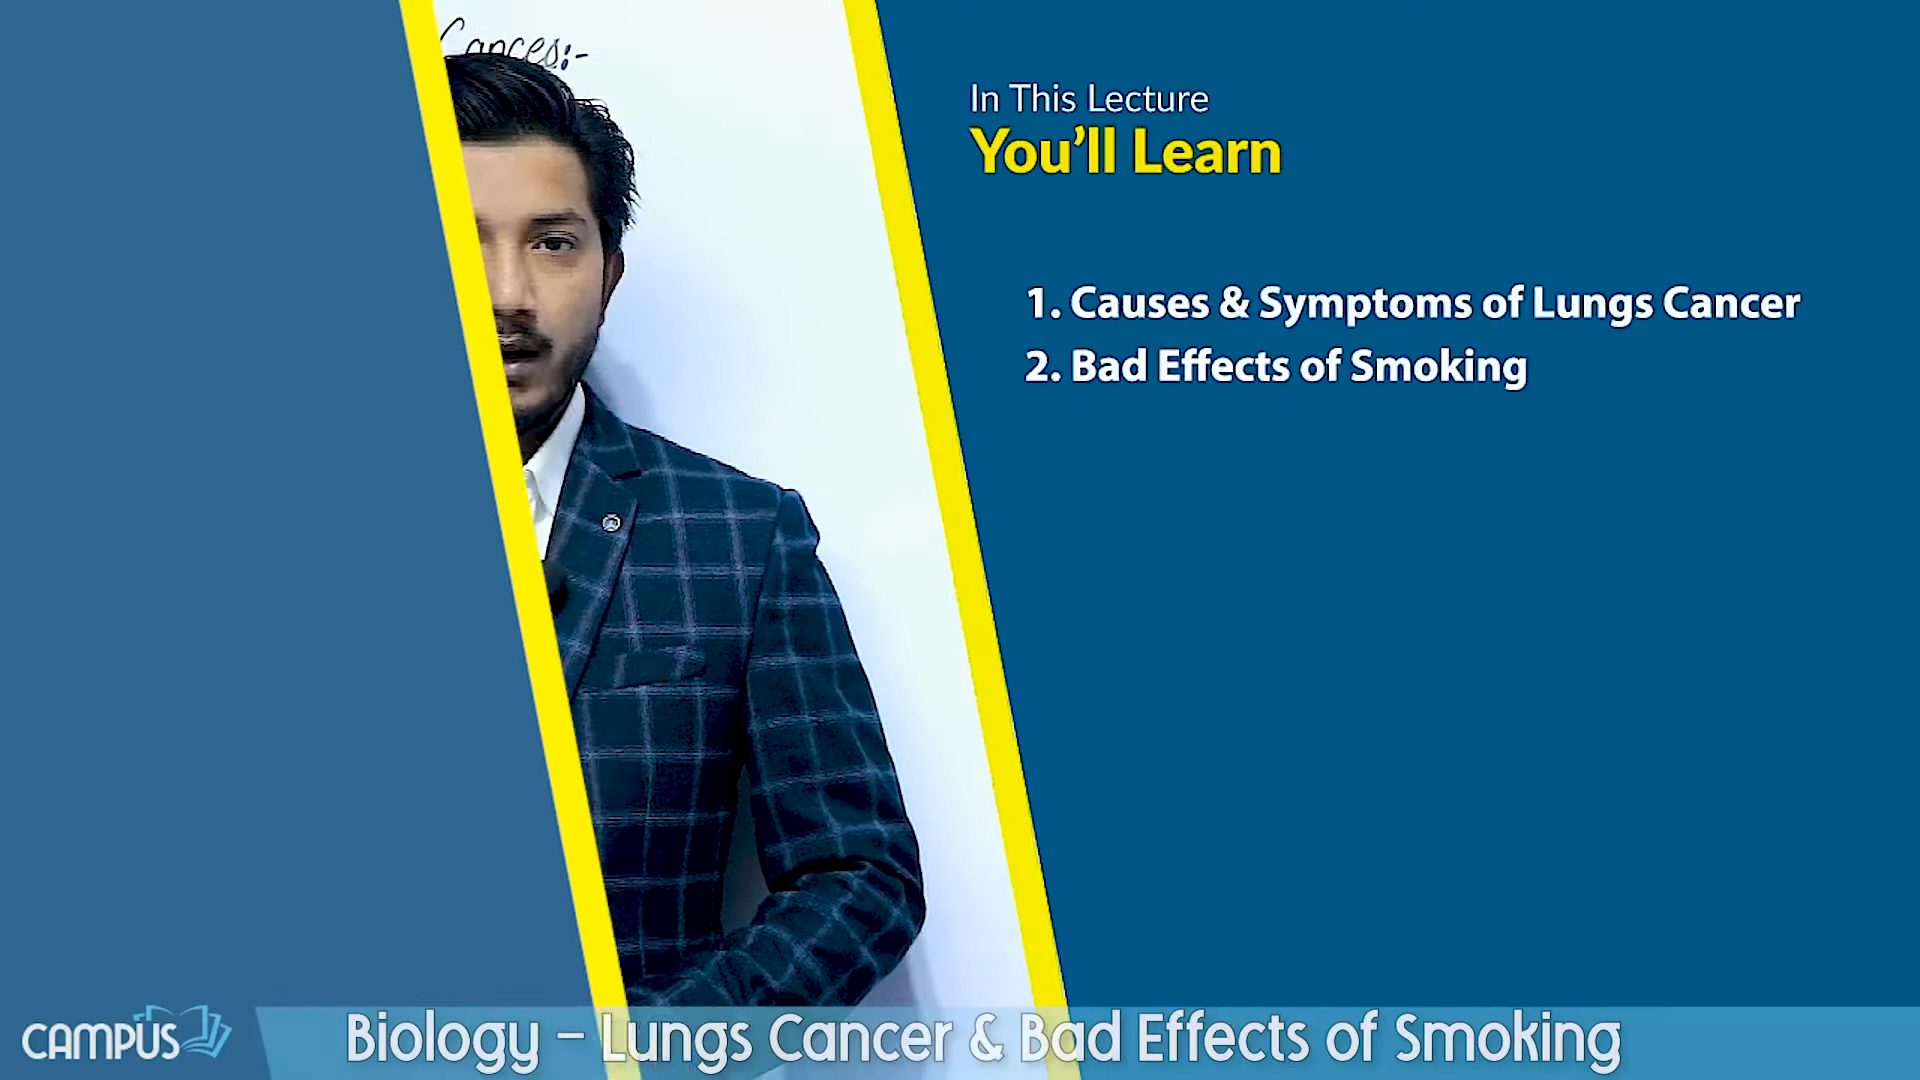 Cances:-
In This Lecture
You'll Learn
1. Causes & Symptoms of Lungs Cancer
2. Bad Effects of Smoking
CAMPUS
Biology – Lungs Cancer & Bad Effects of Smoking